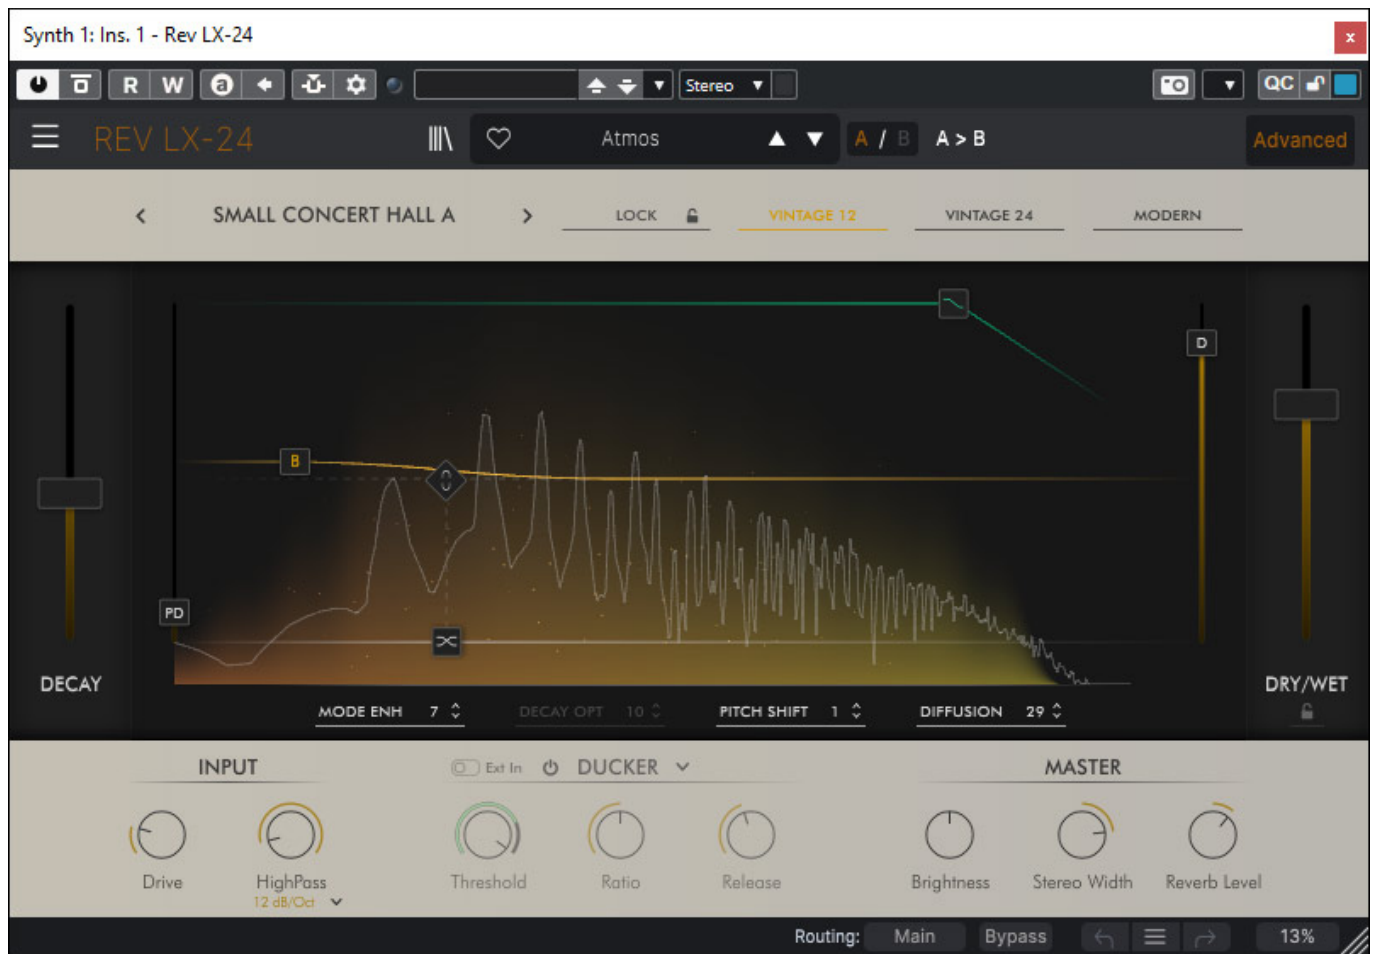 Synth 1: Ins. 1 - Rev LX-24
x
R W a Stereo QC
REV LX-24 Atmos A / B A > B Advanced
SMALL CONCERT HALL A LOCK VINTAGE 12 VINTAGE 24 MODERN
D
B
PD
DECAY DRY/WET
MODE ENH 7 DECAY OPT 10 PITCH SHIFT 1 DIFFUSION 29
INPUT Ext In DUCKER MASTER
Drive HighPass Threshold Ratio Release Brightness Stereo Width Reverb Level
12 dB/Oct
Routing: Main Bypass 13%